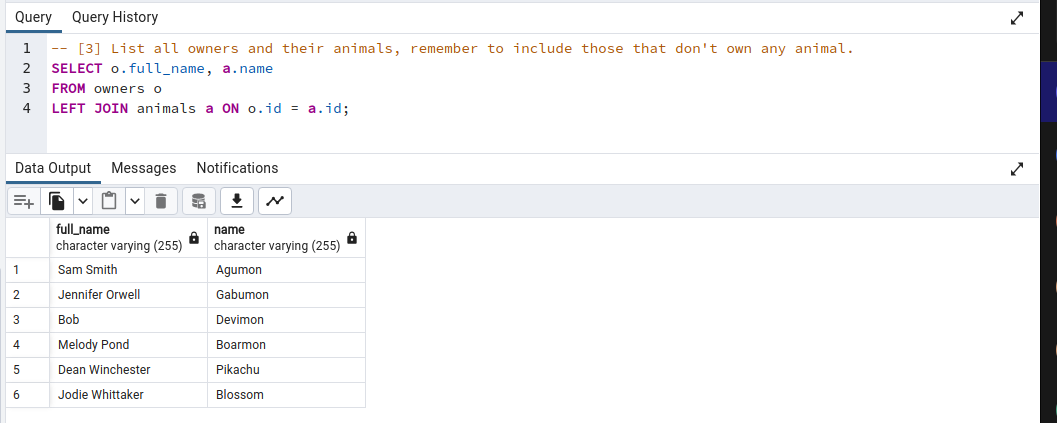 Query Query History
1 -- [3] List all owners and their animals, remember to include those that don't own any animal.
2 SELECT o.full_name, a.name
3 FROM owners o
4 LEFT JOIN animals a ON o.id = a.id;
Data Output Messages Notifications
full_name name
character varying (255) character varying (255)
1 Sam Smith Agumon
2 Jennifer Orwell Gabumon
3 Bob Devimon
4 Melody Pond Boarmon
5 Dean Winchester Pikachu
6 Jodie Whittaker Blossom